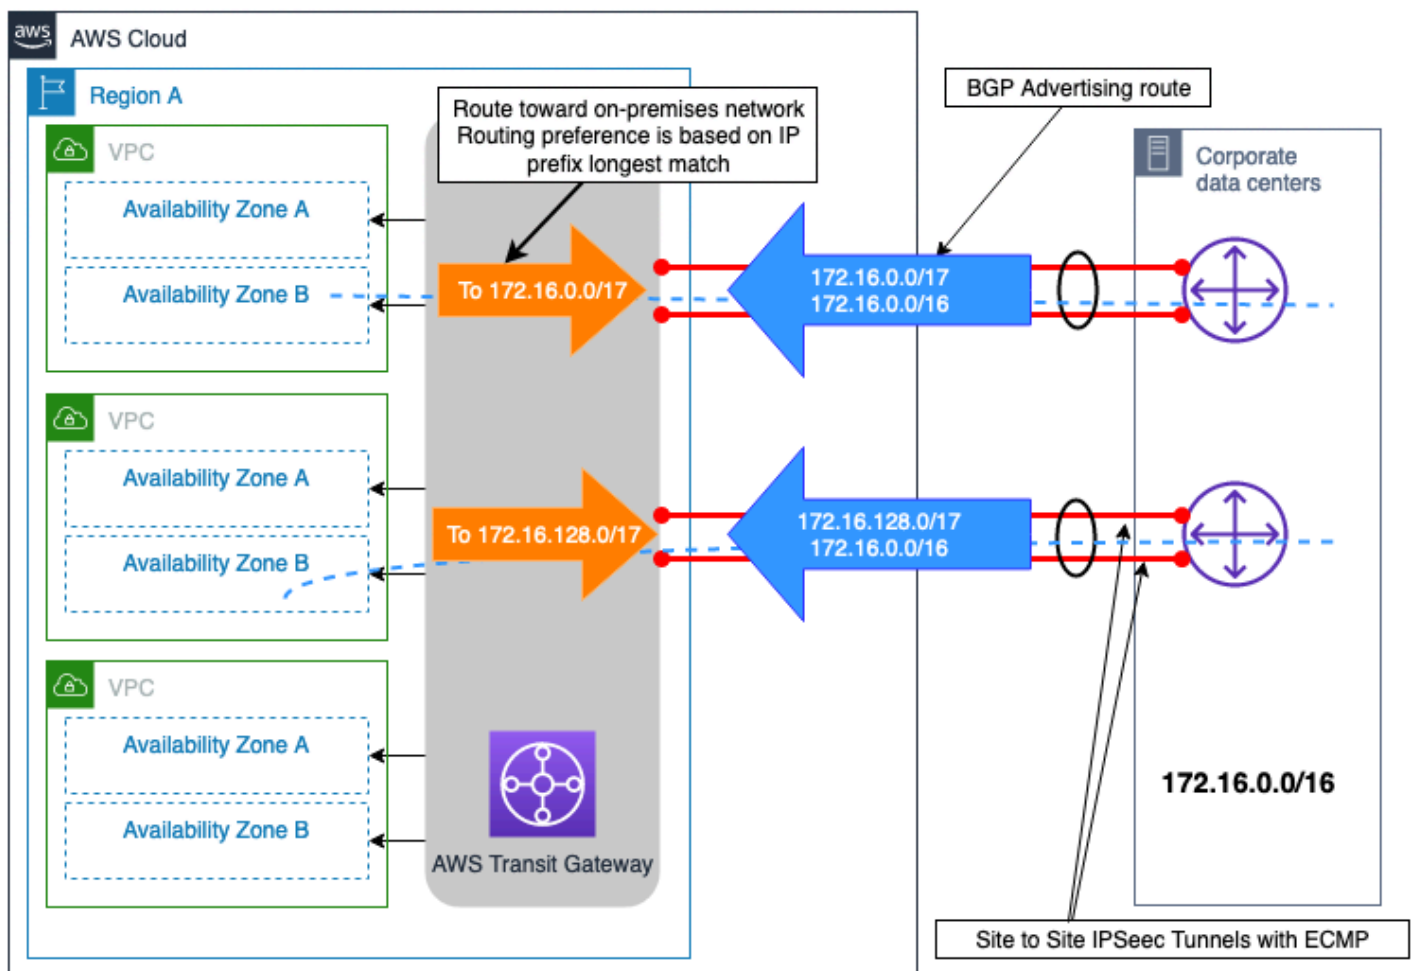 aws
AWS Cloud
Region A
Route toward on-premises network
Routing preference is based on IP
prefix longest match
BGP Advertising route
VPC
Availability Zone A
Availability Zone B
To 172.16.0.0/17
172.16.0.0/17
172.16.0.0/16
Corporate
data centers
VPC
Availability Zone A
Availability Zone B
To 172.16.128.0/17
172.16.128.0/17
172.16.0.0/16
VPC
Availability Zone A
Availability Zone B
AWS Transit Gateway
172.16.0.0/16
Site to Site IPSeec Tunnels with ECMP